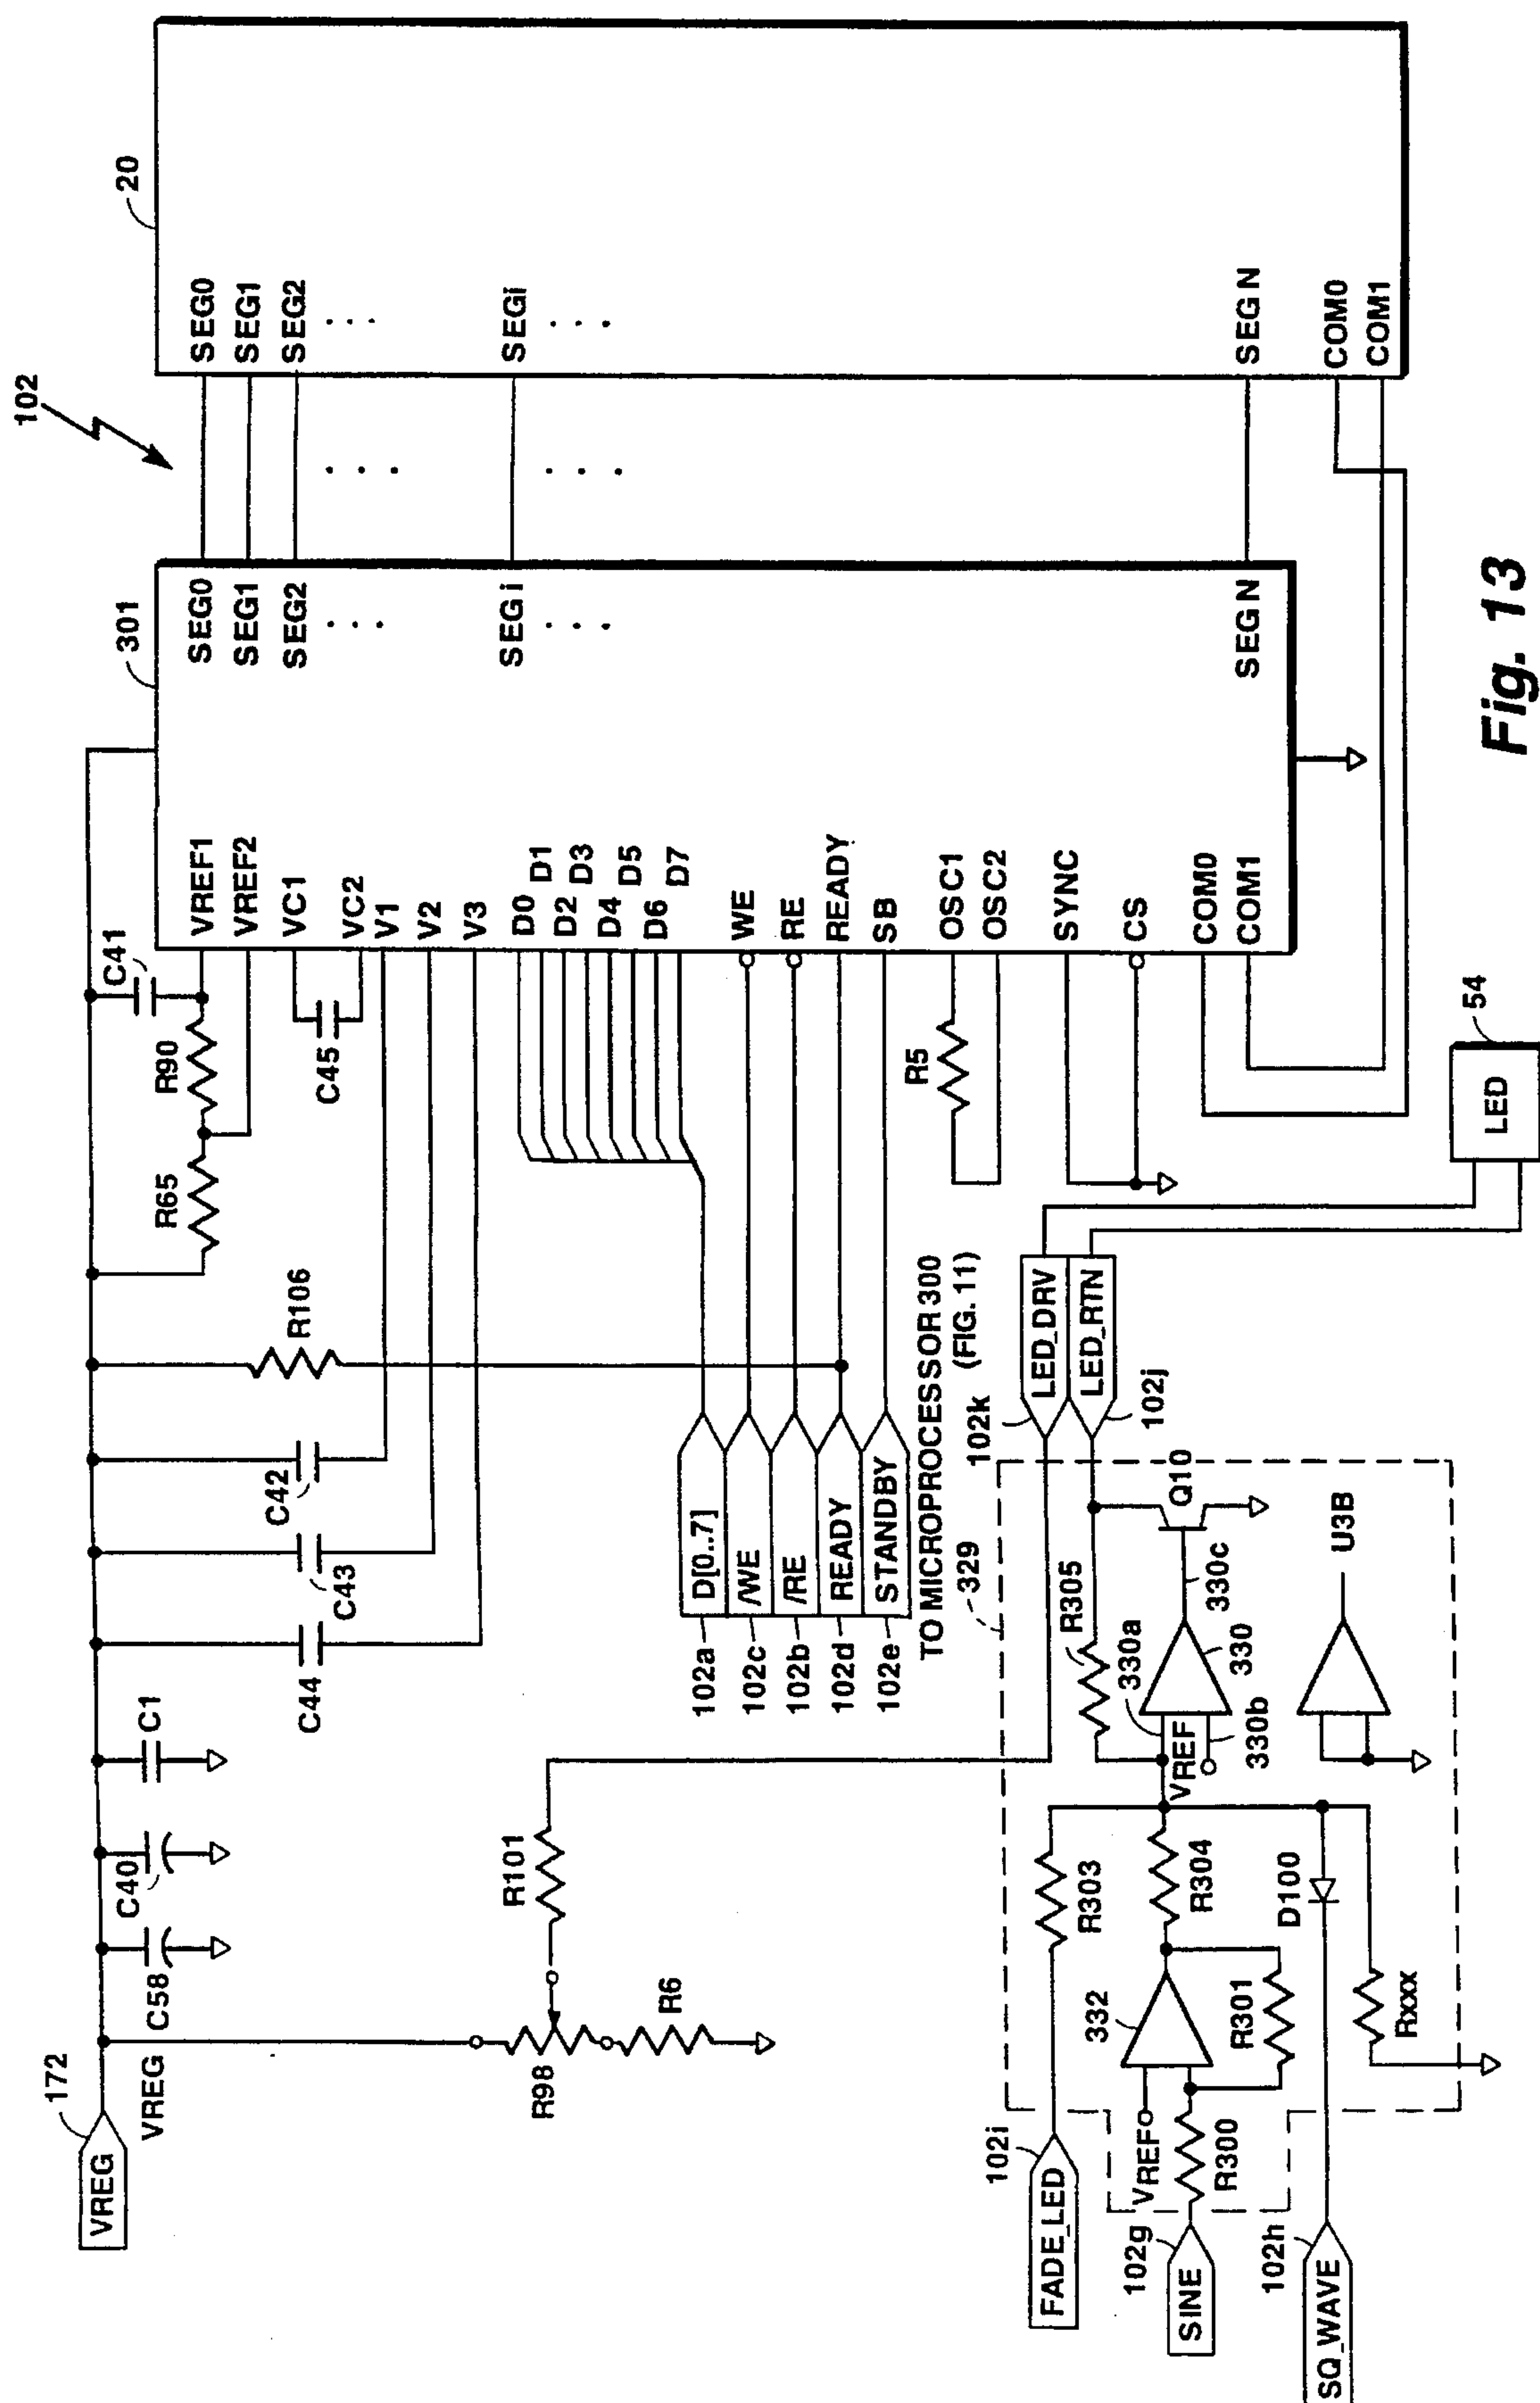 102
20
301
172
VREG
VREG
C58
C40
C1
C44
C43
C42
R106
R65
R90
C41
C45
VREF1
VREF2
VC1
VC2
V1
V2
V3
D0
D1
D2
D3
D4
D5
D6
D7
WE
RE
READY
SB
OSC1
OSC2
SYNC
CS
COM0
COM1
SEG0
SEG1
SEG2
. . .
SEGi
. . .
SEGN
. . .
. . .
SEG0
SEG1
SEG2
. . .
SEGi
. . .
SEGN
COM0
COM1
R98
R6
R101
R5
102a
D[0..7]
102c
/WE
102b
/RE
102d
READY
102e
STANDBY
TO MICROPROCESSOR 300
(FIG. 11)
102k
LED_DRV
LED_RTN
102j
54
LED
329
R305
330a
VREF
330b
330
330c
Q10
U3B
102i
FADE_LED
R303
R304
332
R301
VREF
R300
102g
SINE
D100
Rxxx
102h
SQ_WAVE
Fig. 13